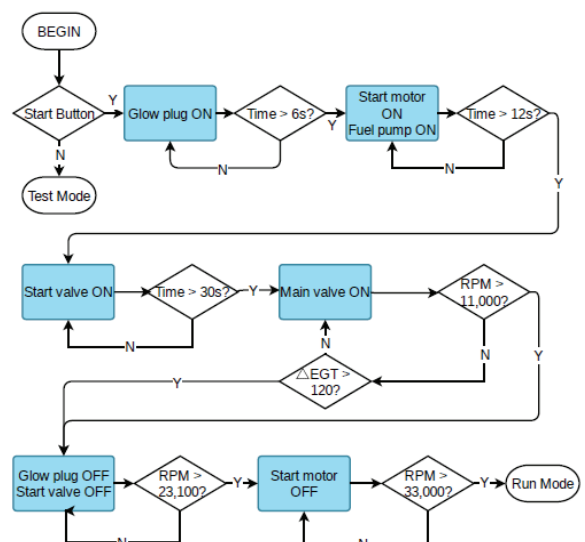 BEGIN
Start Button
Y
Glow plug ON
Time > 6s?
Y
Start motor
ON
Fuel pump ON
Time > 12s?
N
N
N
Y
Test Mode
Start valve ON
Time > 30s?
Y
Main valve ON
RPM >
11,000?
N
N
N
Y
△EGT >
120?
Y
Glow plug OFF
Start valve OFF
RPM >
23,100?
Y
Start motor
OFF
RPM >
33,000?
Y
Run Mode
N
N